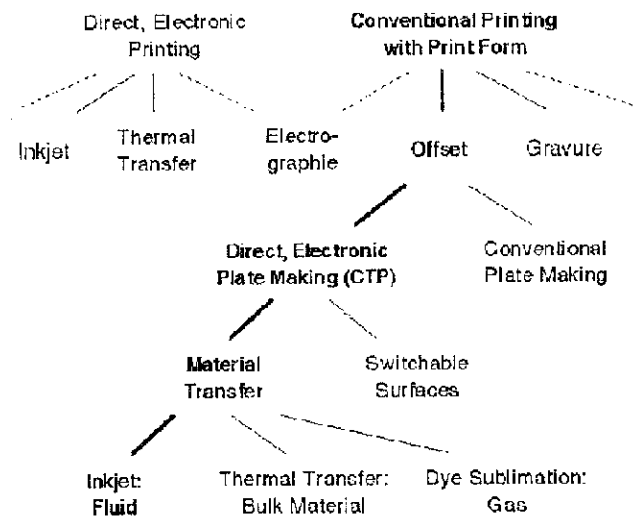 Direct, Electronic
Printing
Conventional Printing
with Print Form
Inkjet
Thermal
Transfer
Electro-
graphie
Offset
Gravure
Direct, Electronic
Plate Making (CTP)
Conventional
Plate Making
Material
Transfer
Switchable
Surfaces
Inkjet:
Fluid
Thermal Transfer:
Bulk Material
Dye Sublimation:
Gas